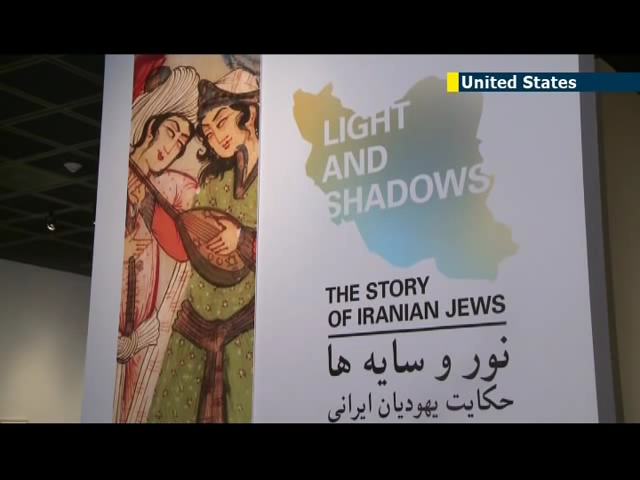 United States
LIGHT
AND
SHADOWS
THE STORY
OF IRANIAN JEWS
نور و سایه ها
حکایت یهودیان ایرانی